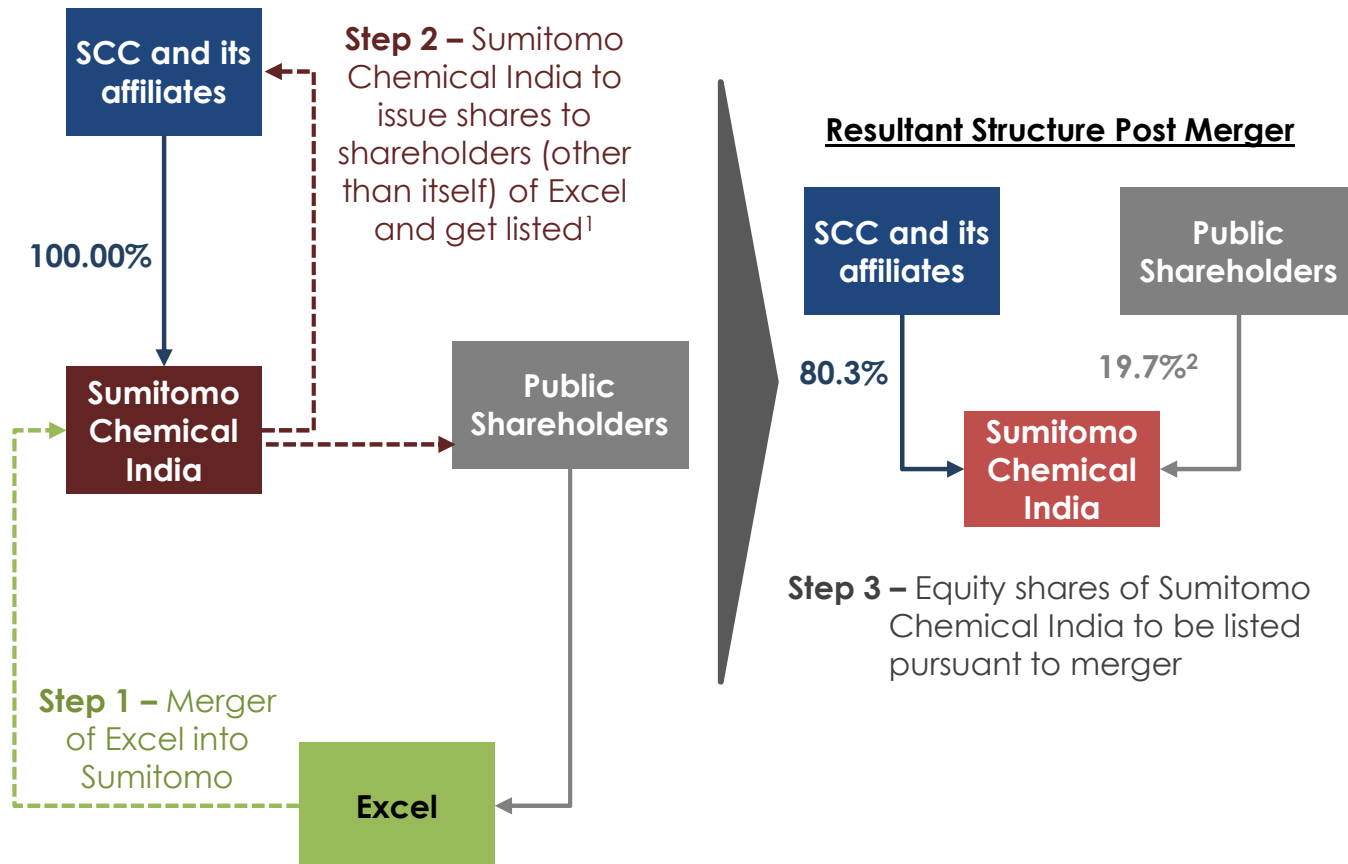 SCC and its
affiliates
Step 2 – Sumitomo
Chemical India to
issue shares to
shareholders (other
than itself) of Excel
and get listed¹
100.00%
Sumitomo
Chemical
India
Public
Shareholders
Step 1 – Merger
of Excel into
Sumitomo
Excel
Resultant Structure Post Merger
SCC and its
affiliates
Public
Shareholders
80.3%
19.7%²
Sumitomo
Chemical
India
Step 3 – Equity shares of Sumitomo
Chemical India to be listed
pursuant to merger